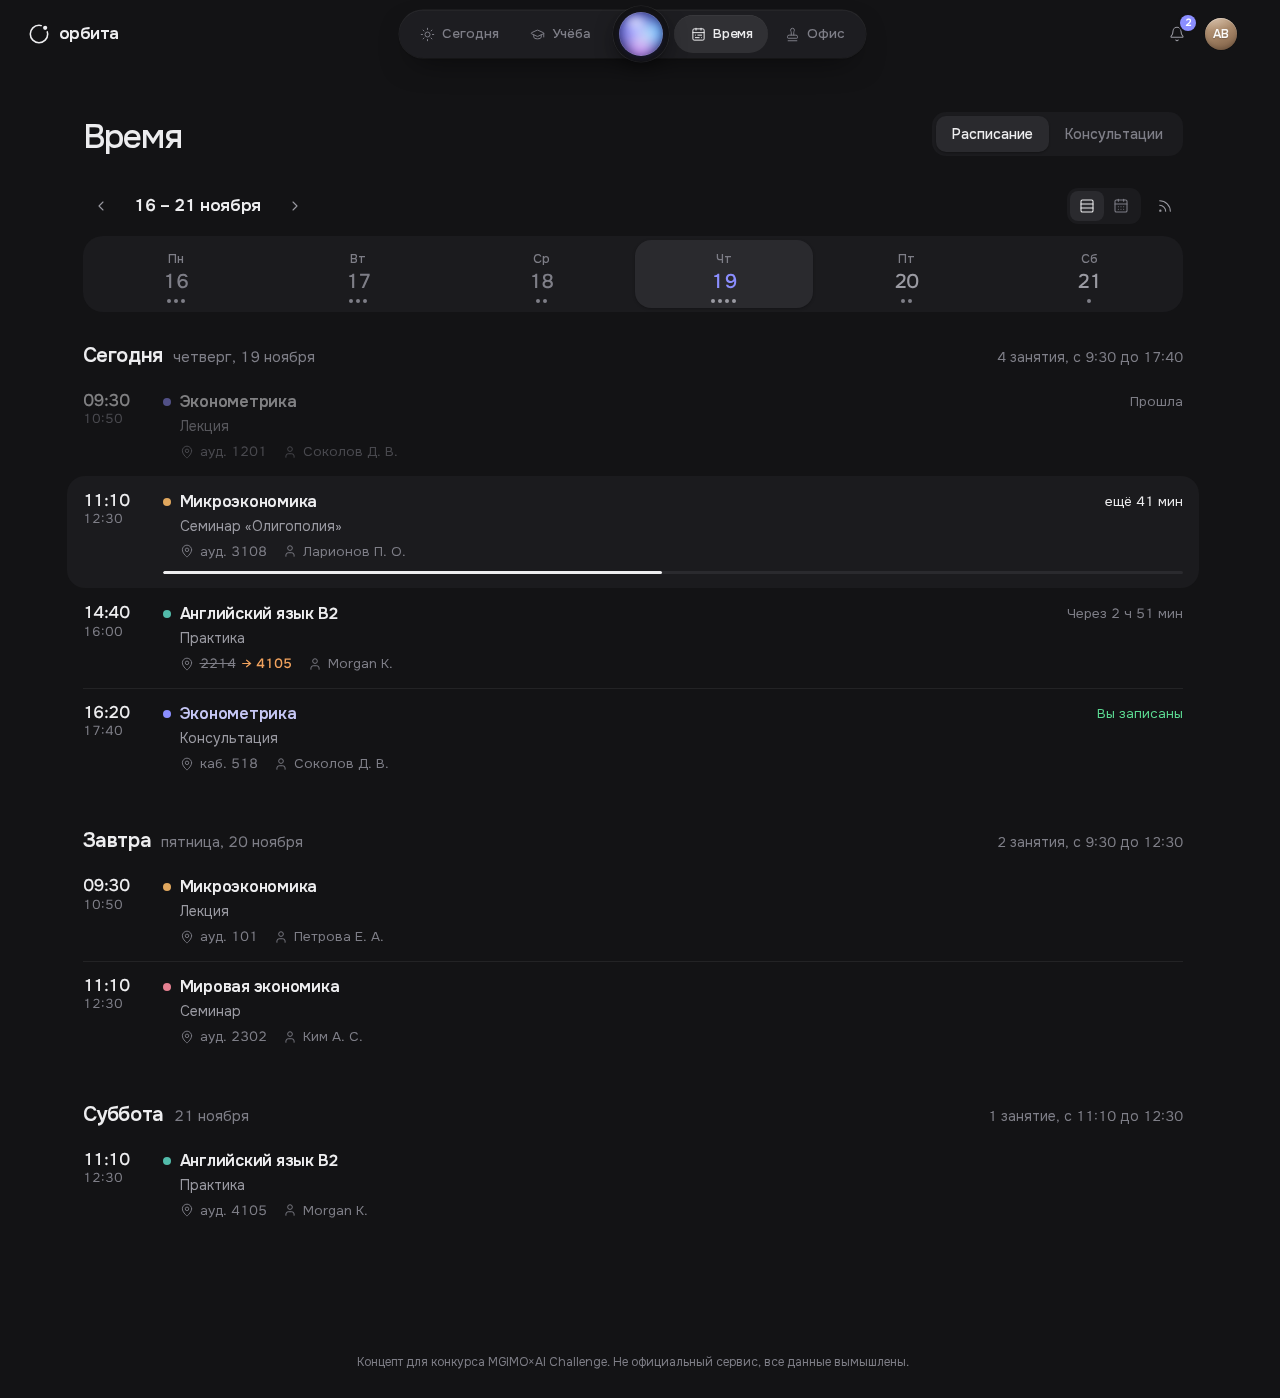 орбита
Сегодня Учёба Время Офис
2
АВ
Время
Расписание Консультации
16 – 21 ноября
Пн Вт Ср Чт Пт Сб
16 17 18 19 20 21
Сегодня четверг, 19 ноября 4 занятия, с 9:30 до 17:40
09:30 Эконометрика Прошла
10:50
Лекция
ауд. 1201 Соколов Д. В.
11:10 Микроэкономика ещё 41 мин
12:30
Семинар «Олигополия»
ауд. 3108 Ларионов П. О.
14:40 Английский язык B2 Через 2 ч 51 мин
16:00
Практика
2214 → 4105 Morgan K.
16:20 Эконометрика Вы записаны
17:40
Консультация
каб. 518 Соколов Д. В.
Завтра пятница, 20 ноября 2 занятия, с 9:30 до 12:30
09:30 Микроэкономика
10:50
Лекция
ауд. 101 Петрова Е. А.
11:10 Мировая экономика
12:30
Семинар
ауд. 2302 Ким А. С.
Суббота 21 ноября 1 занятие, с 11:10 до 12:30
11:10 Английский язык B2
12:30
Практика
ауд. 4105 Morgan K.
Концепт для конкурса MGIMO×AI Challenge. Не официальный сервис, все данные вымышлены.